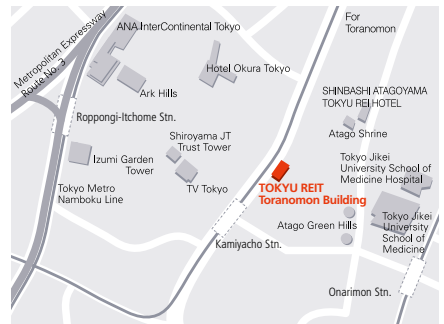 For
Toranomon
ANA InterContinental Tokyo
Metropolitan Expressway
Route No. 3
Hotel Okura Tokyo
Ark Hills
SHINBASHI ATAGOYAMA
TOKYU REI HOTEL
Roppongi-Itchome Stn.
Atago Shrine
Shiroyama JT
Trust Tower
Izumi Garden
Tower
Tokyo Jikei
University School of
Medicine Hospital
TV Tokyo
Tokyo Metro
Namboku Line
TOKYU REIT
Toranomon Building
Atago Green Hills
Tokyo Jikei
University
School of
Medicine
Kamiyacho Stn.
Onarimon Stn.